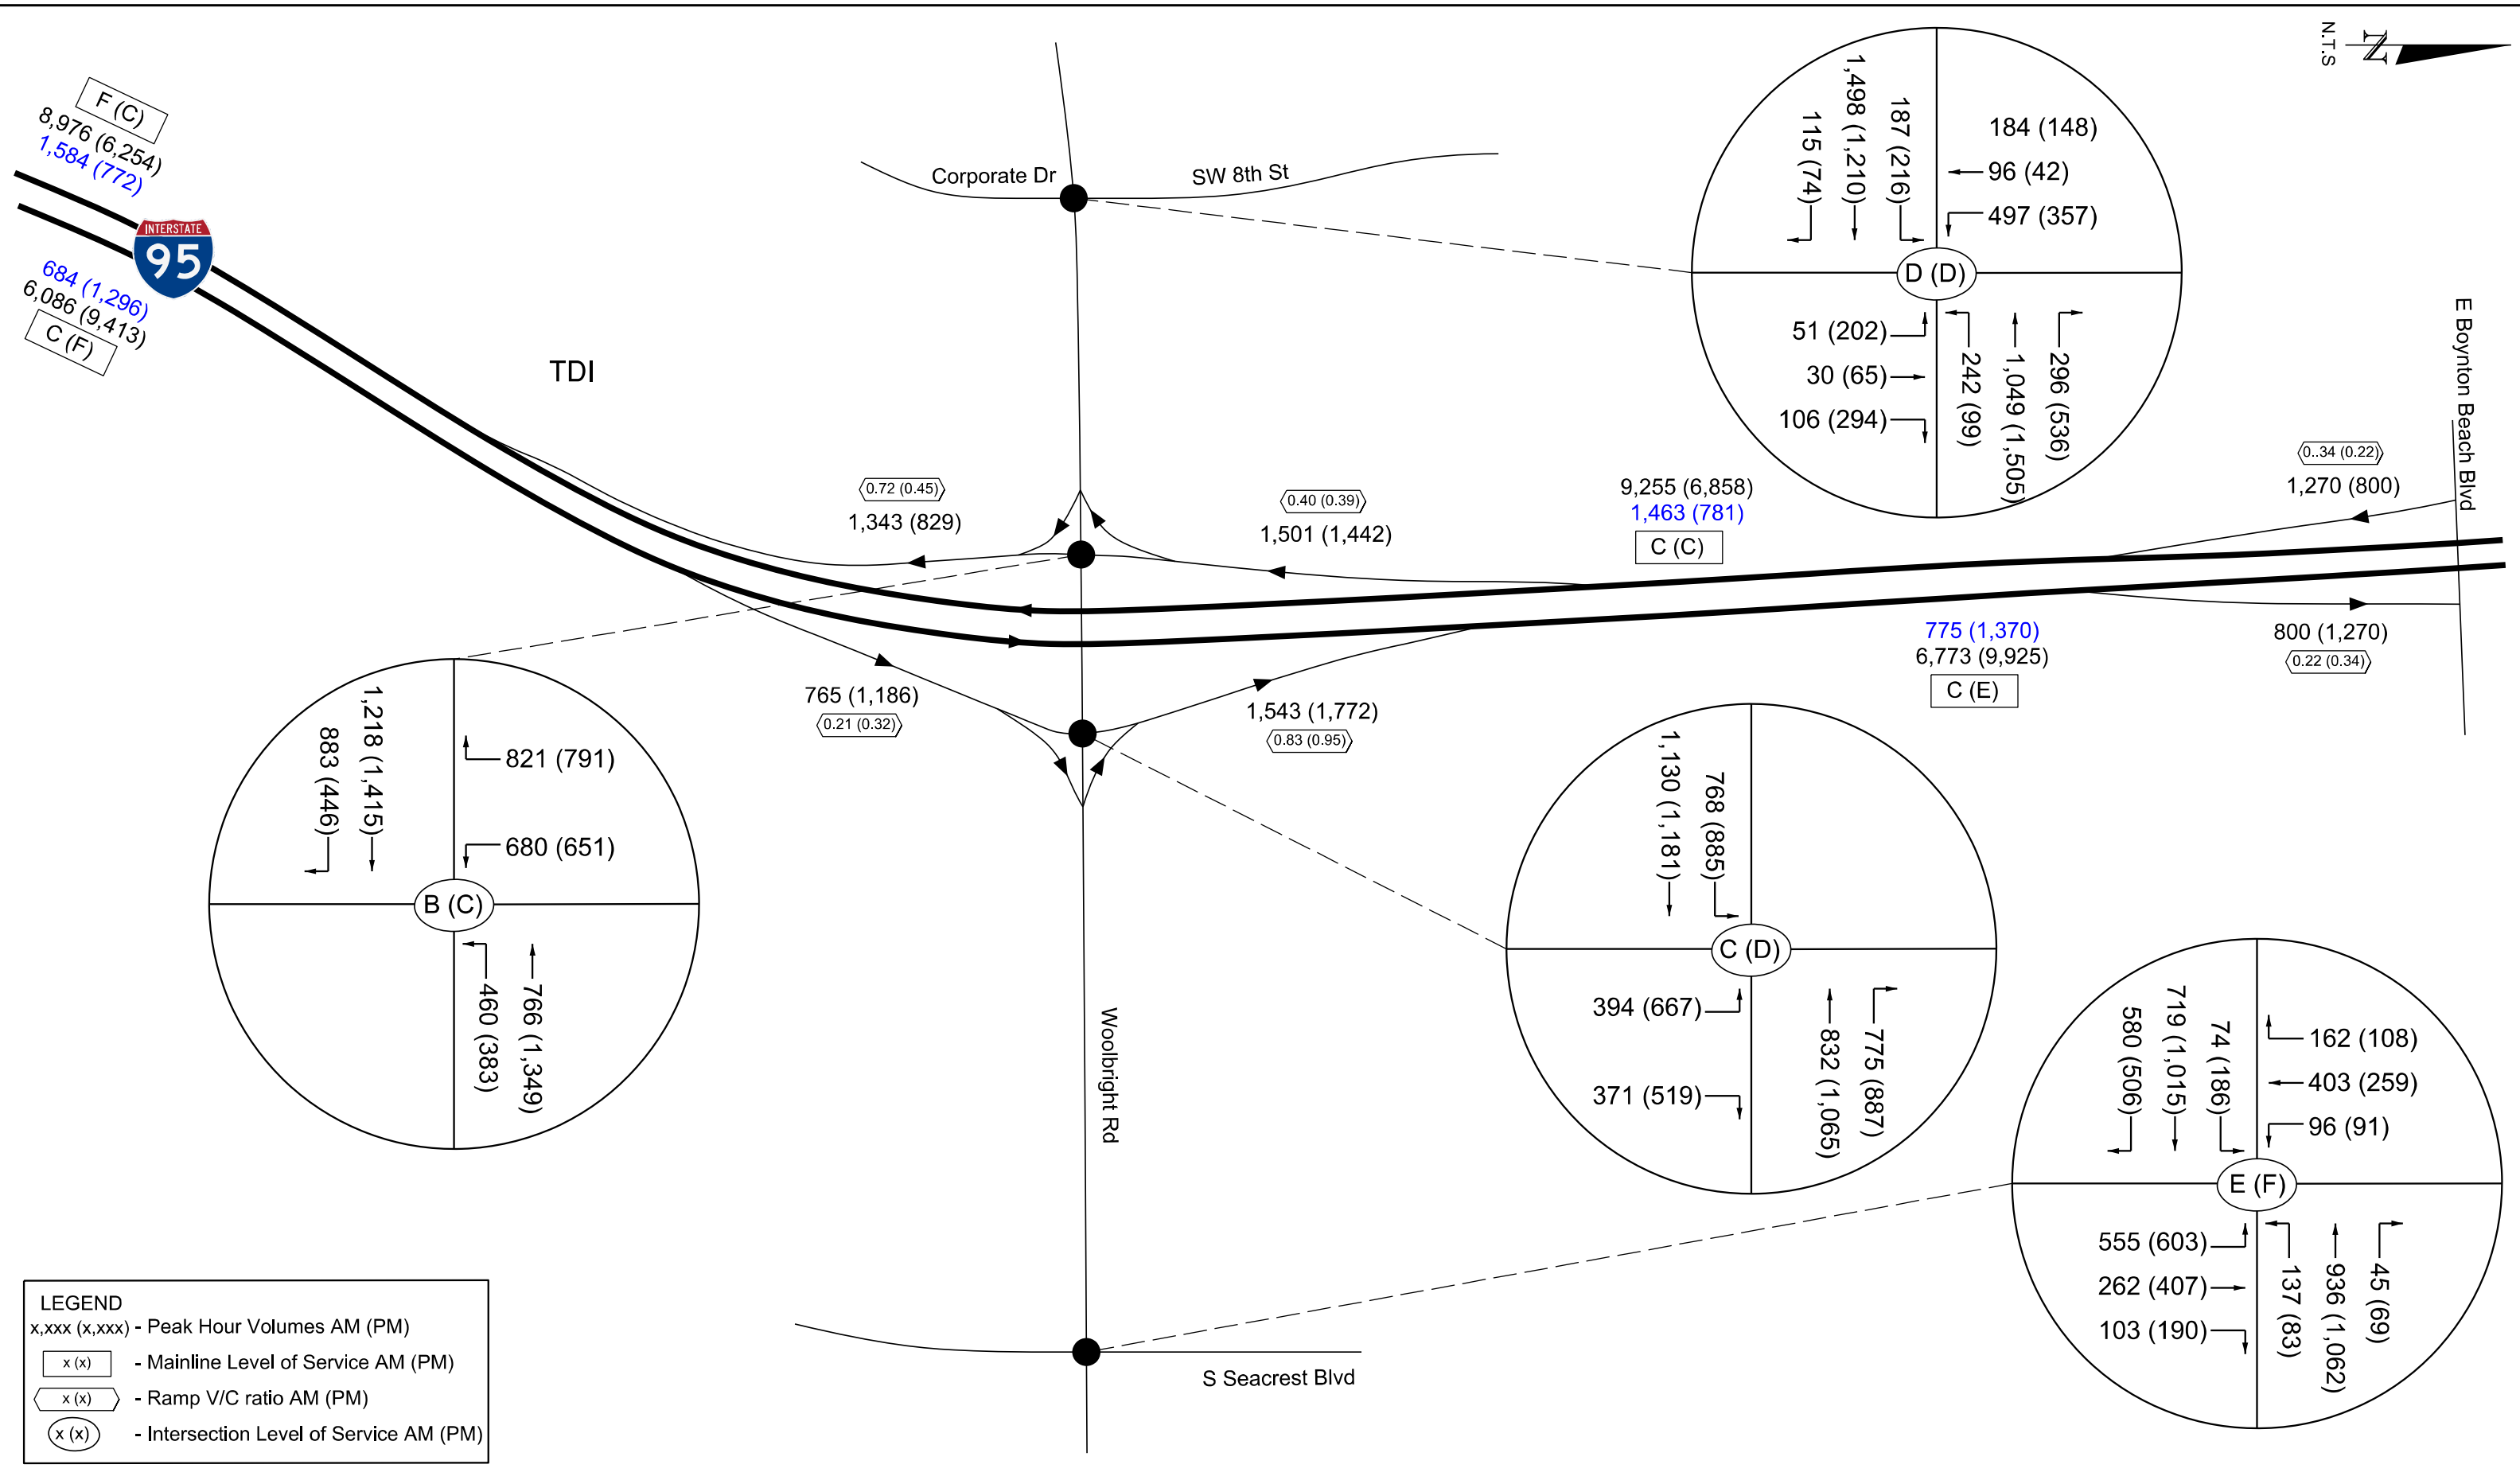 N.T.S
N
F (C)
8,976 (6,254)
1,584 (772)
INTERSTATE
95
684 (1,296)
6,086 (9,413)
C (F)
TDI
Corporate Dr
SW 8th St
115 (74)
1,498 (1,210)
187 (216)
184 (148)
96 (42)
497 (357)
D (D)
51 (202)
30 (65)
106 (294)
242 (99)
1,049 (1,505)
296 (536)
E Boynton Beach Blvd
0..34 (0.22)
1,270 (800)
0.72 (0.45)
1,343 (829)
0.40 (0.39)
1,501 (1,442)
9,255 (6,858)
1,463 (781)
C (C)
775 (1,370)
6,773 (9,925)
C (E)
800 (1,270)
0.22 (0.34)
765 (1,186)
0.21 (0.32)
1,543 (1,772)
0.83 (0.95)
883 (446)
1,218 (1,415)
821 (791)
680 (651)
B (C)
460 (383)
766 (1,349)
1,130 (1,181)
768 (885)
C (D)
394 (667)
371 (519)
832 (1,065)
775 (887)
Woolbright Rd
580 (506)
719 (1,015)
74 (186)
162 (108)
403 (259)
96 (91)
E (F)
555 (603)
262 (407)
103 (190)
137 (83)
936 (1,062)
45 (69)
S Seacrest Blvd
LEGEND
x,xxx (x,xxx) - Peak Hour Volumes AM (PM)
x (x) - Mainline Level of Service AM (PM)
x (x) - Ramp V/C ratio AM (PM)
x (x) - Intersection Level of Service AM (PM)